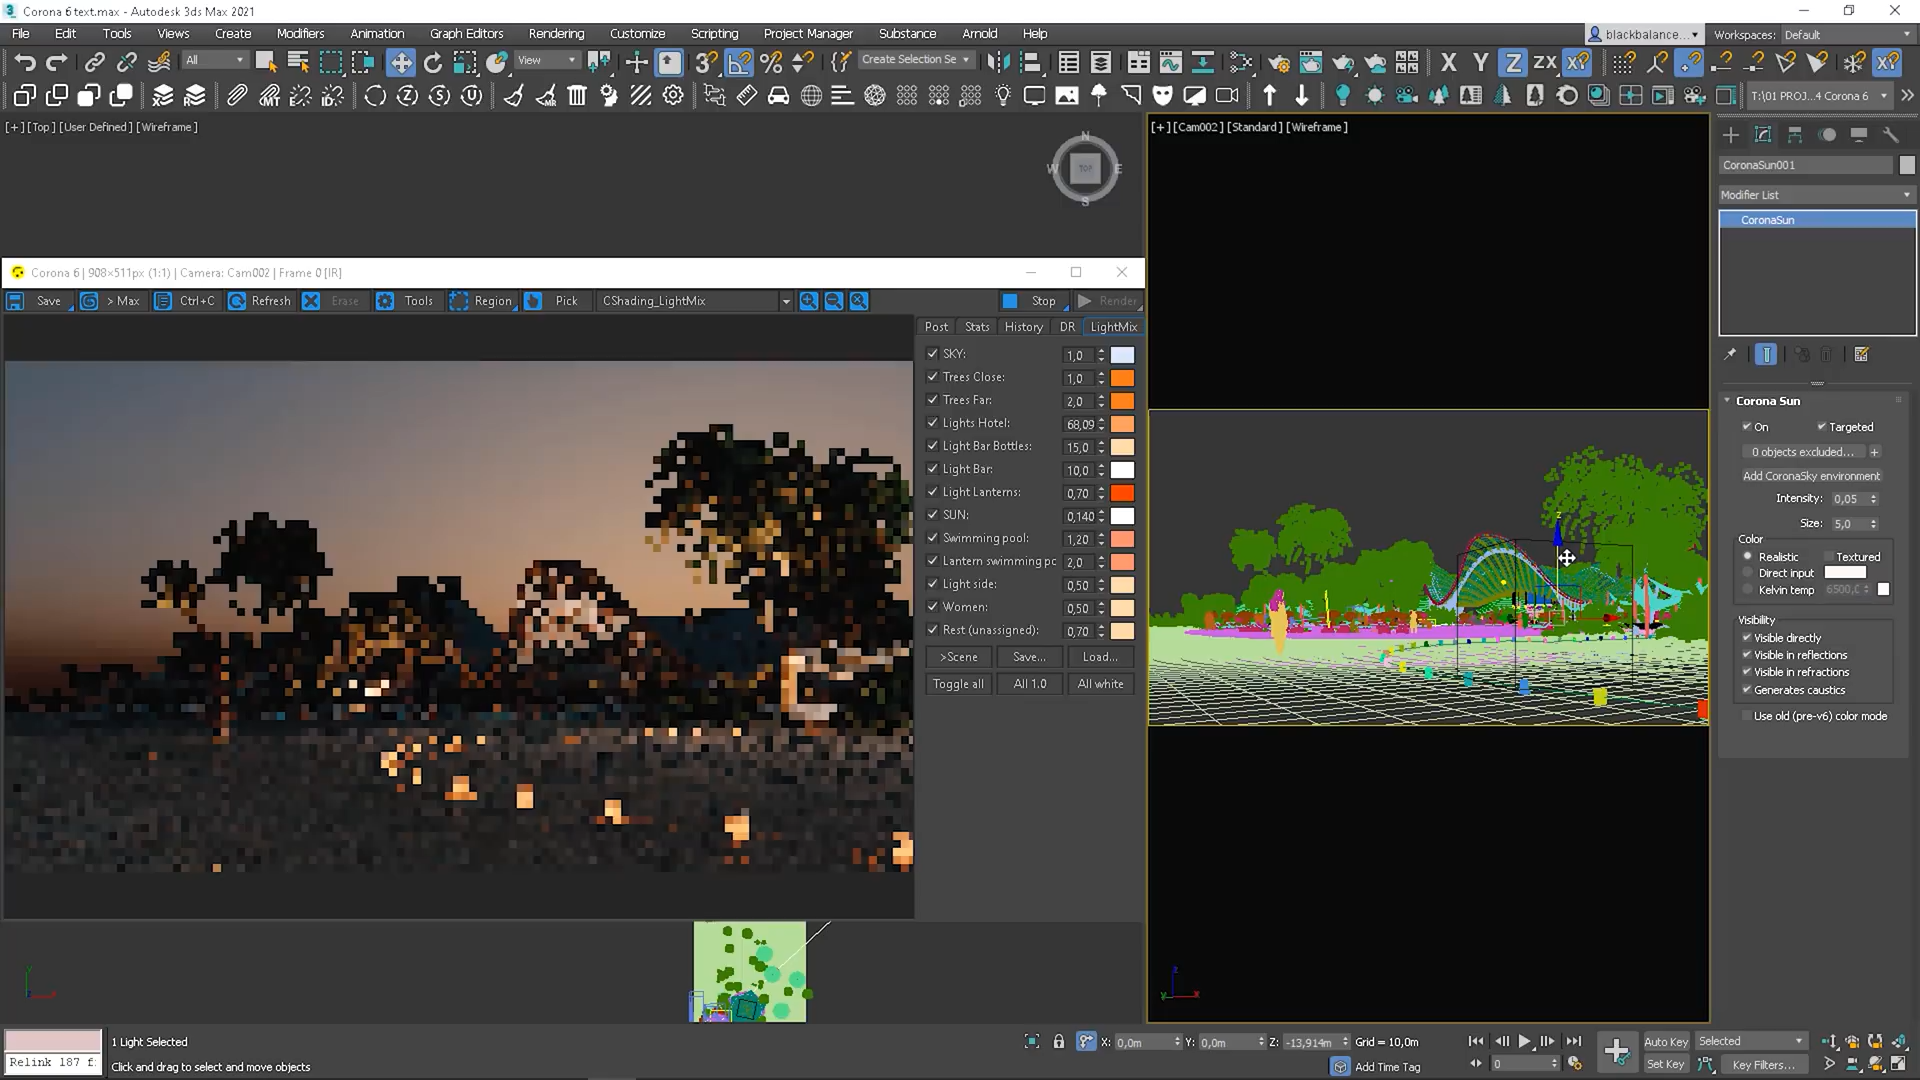 Corona 6 text.max - Autodesk 3ds Max 2021
File Edit Tools Views Create Modifiers Animation Graph Editors Rendering Customize Scripting Project Manager Substance Arnold Help
blackbalance... Workspaces: Default
All View Create Selection Se X Y Z ZX XY
T:\01 PROJ...4 Corona 6
[+] [Top] [User Defined] [Wireframe]
N W TOP E S
[+] [Cam002] [Standard] [Wireframe]
CoronaSun001
Modifier List
CoronaSun
Corona 6 | 908×511px (1:1) | Camera: Cam002 | Frame 0 [IR]
Save > Max Ctrl+C Refresh Erase Tools Region Pick CShading_LightMix Stop Render
Post Stats History DR LightMix
SKY: 1,0
Trees Close: 1,0
Trees Far: 2,0
Lights Hotel: 68,09
Light Bar Bottles: 15,0
Light Bar: 10,0
Light Lanterns: 0,70
SUN: 0,140
Swimming pool: 1,20
Lantern swimming pc 2,0
Light side: 0,50
Women: 0,50
Rest (unassigned): 0,70
>Scene Save... Load...
Toggle all All 1.0 All white
Corona Sun
On Targeted
0 objects excluded... +
Add CoronaSky environment
Intensity: 0,05
Size: 5,0
Color
Realistic Textured
Direct input
Kelvin temp 6500,0
Visibility
Visible directly
Visible in reflections
Visible in refractions
Generates caustics
Use old (pre-v6) color mode
1 Light Selected
Relink 187 f:
Click and drag to select and move objects
X: 0,0m Y: 0,0m Z: -13,914m Grid = 10,0m
Add Time Tag
0
Auto Key Selected
Set Key Key Filters...